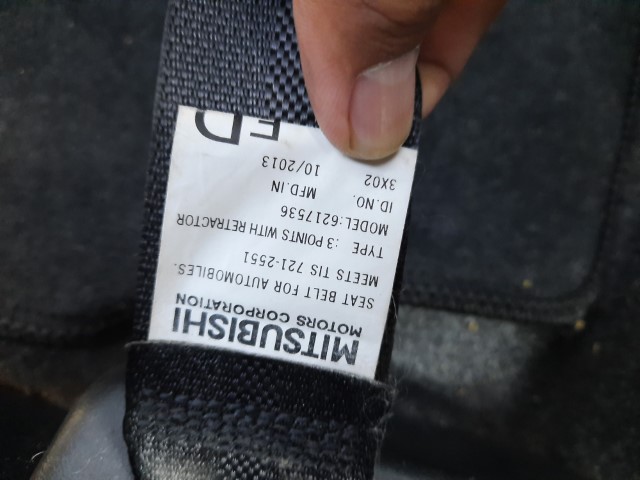 MITSUBISHI
MOTORS CORPORATION
SEAT BELT FOR AUTOMOBILES.
MEETS TIS 721-2551
TYPE :3 POINTS WITH RETRACTOR
MODEL:6217536
ID.NO. MFD.IN
3X02 10/2013